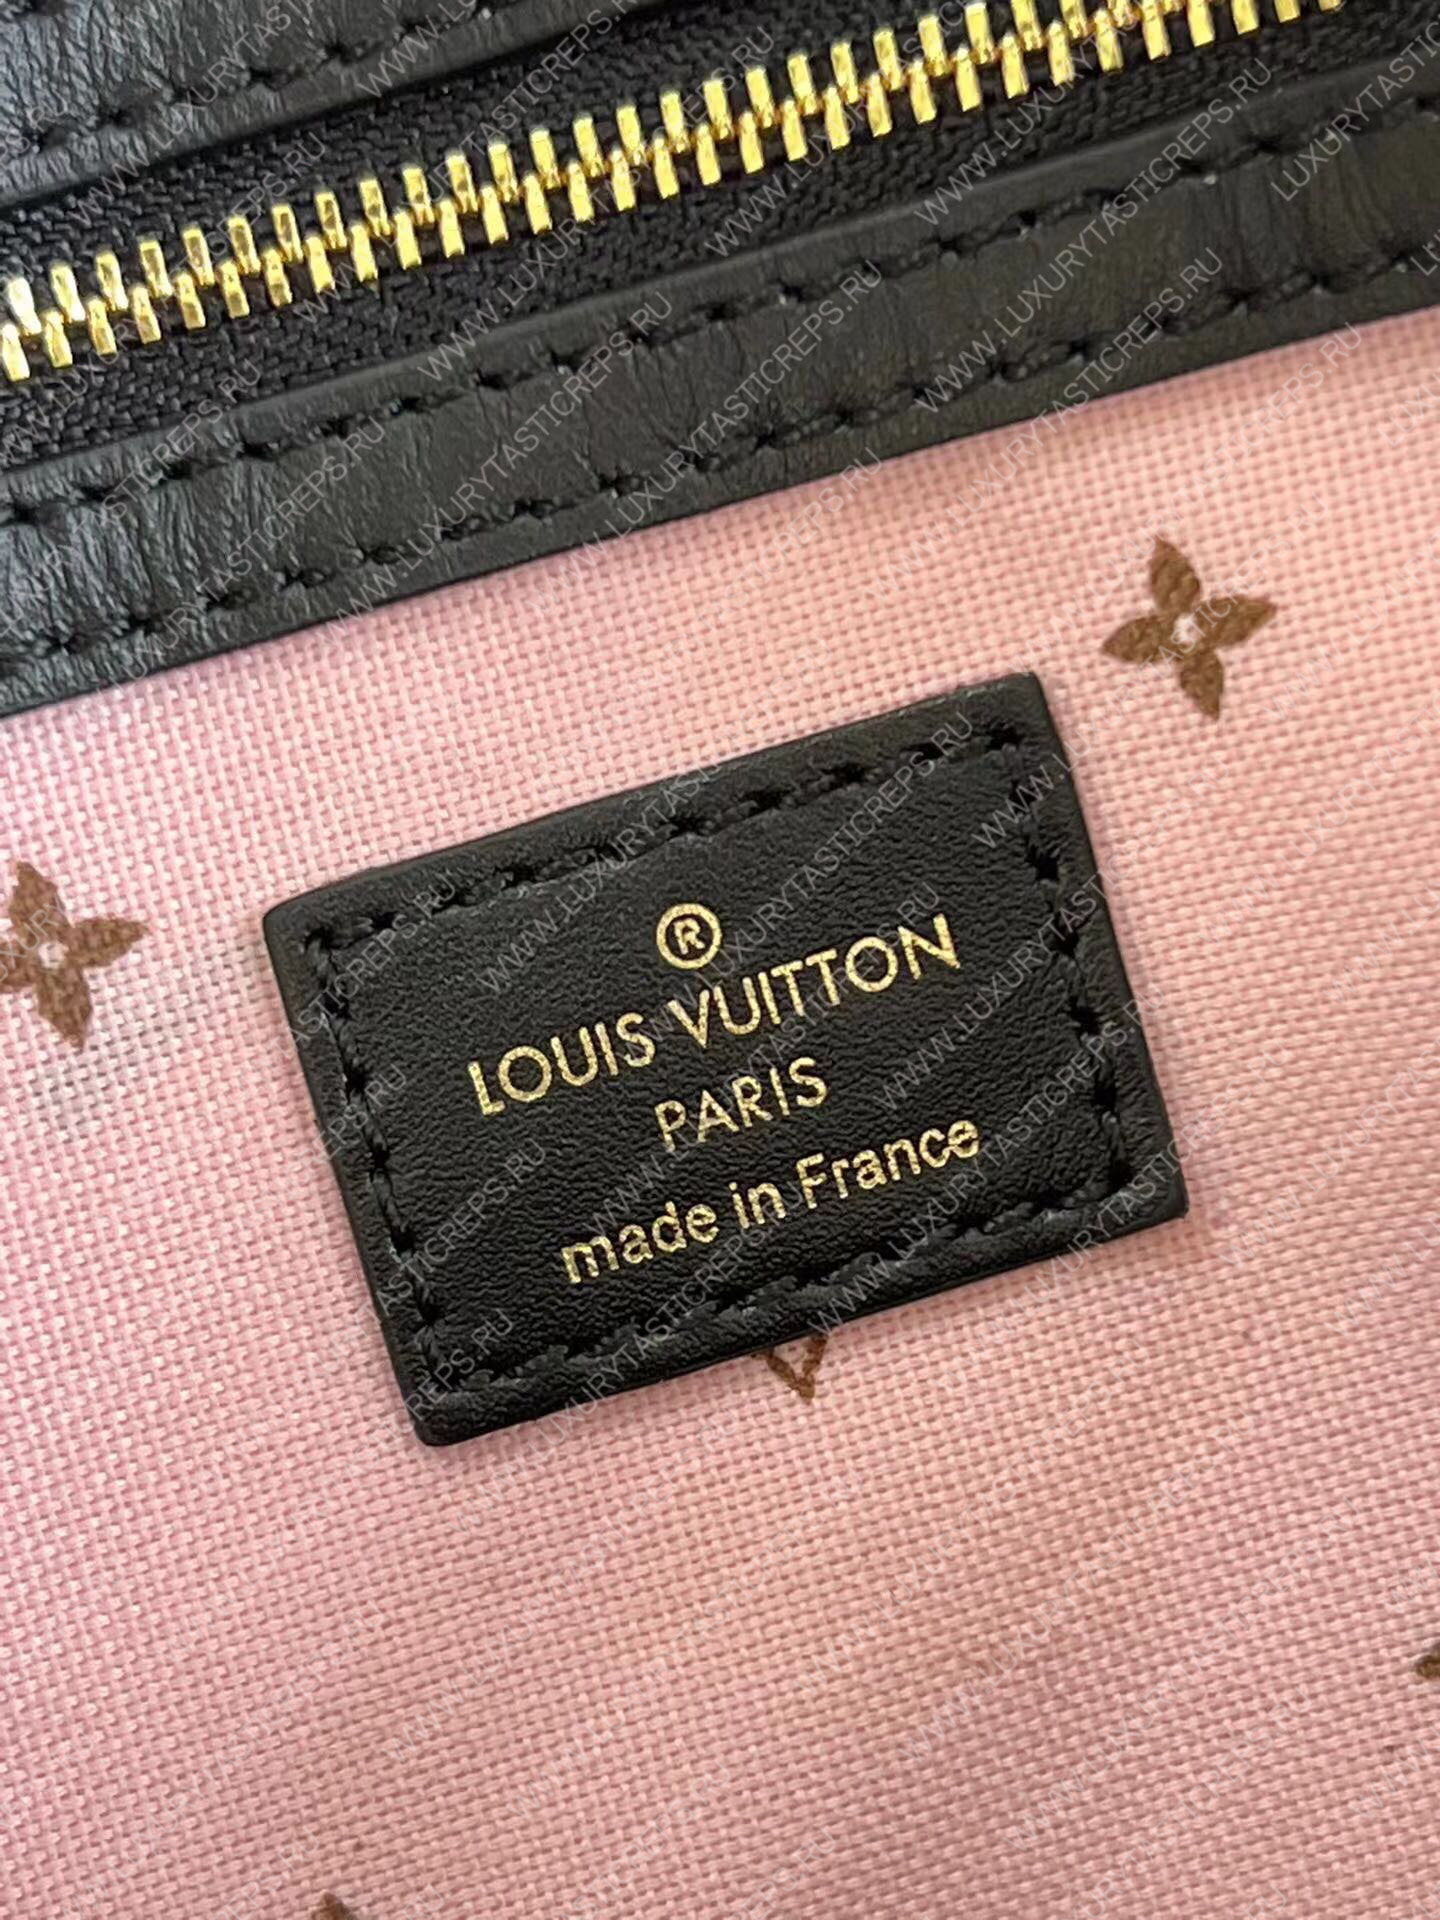 ®
LOUIS VUITTON
PARIS
made in France
WWW.LUXURYTASTICREPS.RU